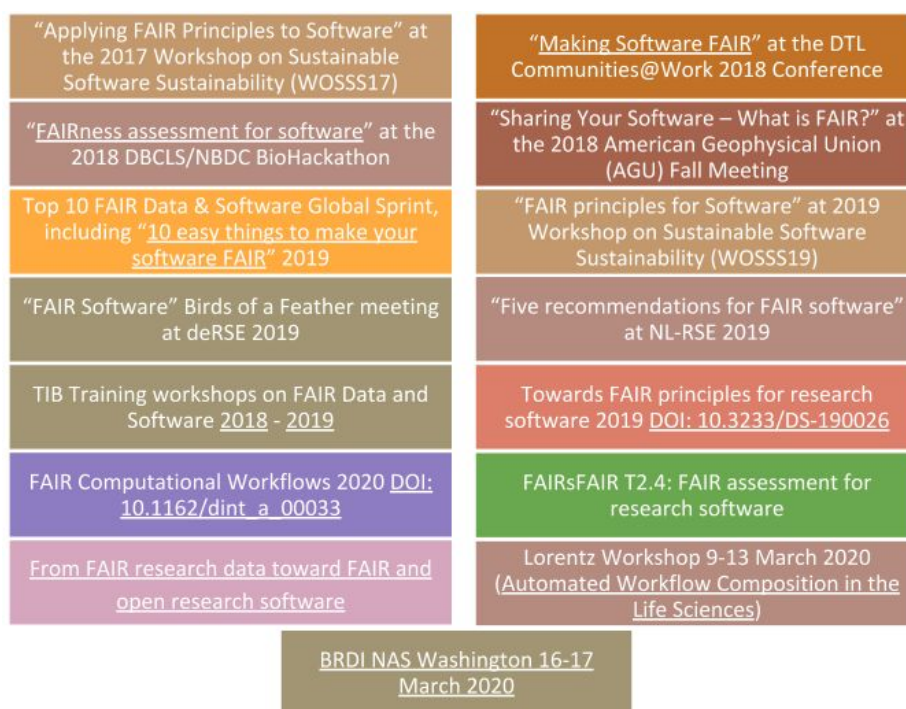 “Applying FAIR Principles to Software” at
the 2017 Workshop on Sustainable
Software Sustainability (WOSSS17)
“Making Software FAIR” at the DTL
Communities@Work 2018 Conference
“FAIRness assessment for software” at the
2018 DBCLS/NBDC BioHackathon
“Sharing Your Software – What is FAIR?” at
the 2018 American Geophysical Union
(AGU) Fall Meeting
Top 10 FAIR Data & Software Global Sprint,
including “10 easy things to make your
software FAIR” 2019
“FAIR principles for Software” at 2019
Workshop on Sustainable Software
Sustainability (WOSSS19)
“FAIR Software” Birds of a Feather meeting
at deRSE 2019
“Five recommendations for FAIR software”
at NL-RSE 2019
TIB Training workshops on FAIR Data and
Software 2018 - 2019
Towards FAIR principles for research
software 2019 DOI: 10.3233/DS-190026
FAIR Computational Workflows 2020 DOI:
10.1162/dint_a_00033
FAIRsFAIR T2.4: FAIR assessment for
research software
From FAIR research data toward FAIR and
open research software
Lorentz Workshop 9-13 March 2020
(Automated Workflow Composition in the
Life Sciences)
BRDI NAS Washington 16-17
March 2020